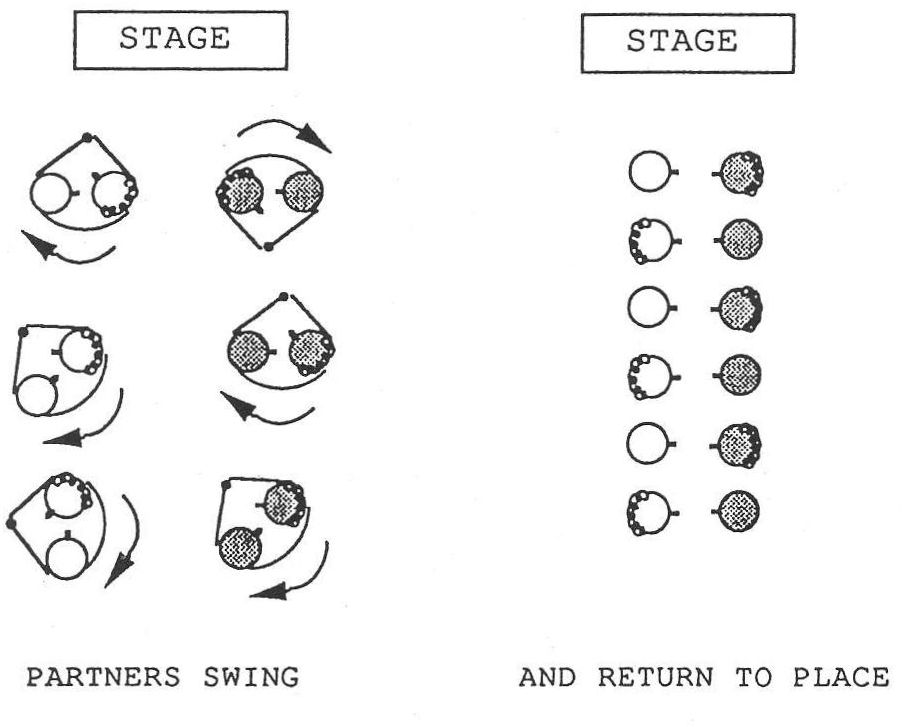 STAGE
STAGE
PARTNERS SWING
AND RETURN TO PLACE